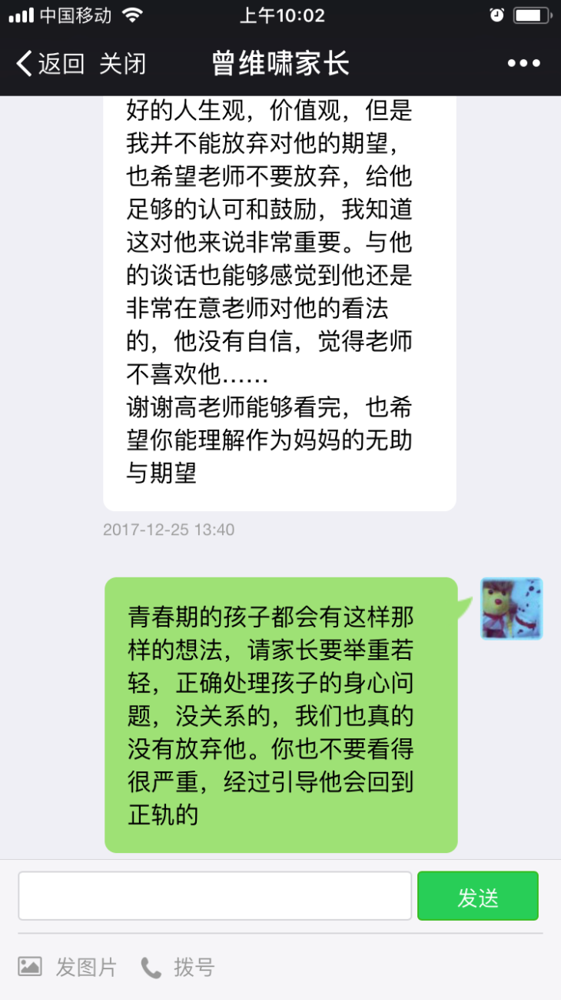 中国移动 上午10:02
返回 关闭 曾维啸家长
好的人生观，价值观，但是
我并不能放弃对他的期望，
也希望老师不要放弃，给他
足够的认可和鼓励，我知道
这对他来说非常重要。与他
的谈话也能够感觉到他还是
非常在意老师对他的看法
的，他没有自信，觉得老师
不喜欢他……
谢谢高老师能够看完，也希
望你能理解作为妈妈的无助
与期望
2017-12-25 13:40
青春期的孩子都会有这样那
样的想法，请家长要举重若
轻，正确处理孩子的身心问
题，没关系的，我们也真的
没有放弃他。你也不要看得
很严重，经过引导他会回到
正轨的
发送
发图片 拨号